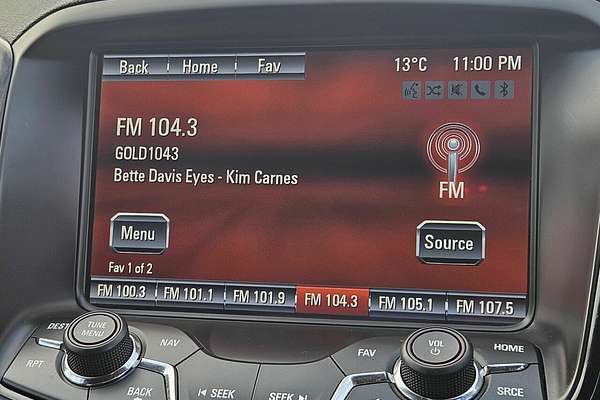 Back Home Fav 13°C 11:00 PM
FM 104.3
GOLD1043
Bette Davis Eyes - Kim Carnes
FM
Menu
Source
Fav 1 of 2
FM 100.3 FM 101.1 FM 101.9 FM 104.3 FM 105.1 FM 107.5
DEST TUNE MENU NAV
FAV VOL HOME
RPT BACK SEEK SEEK SRCE